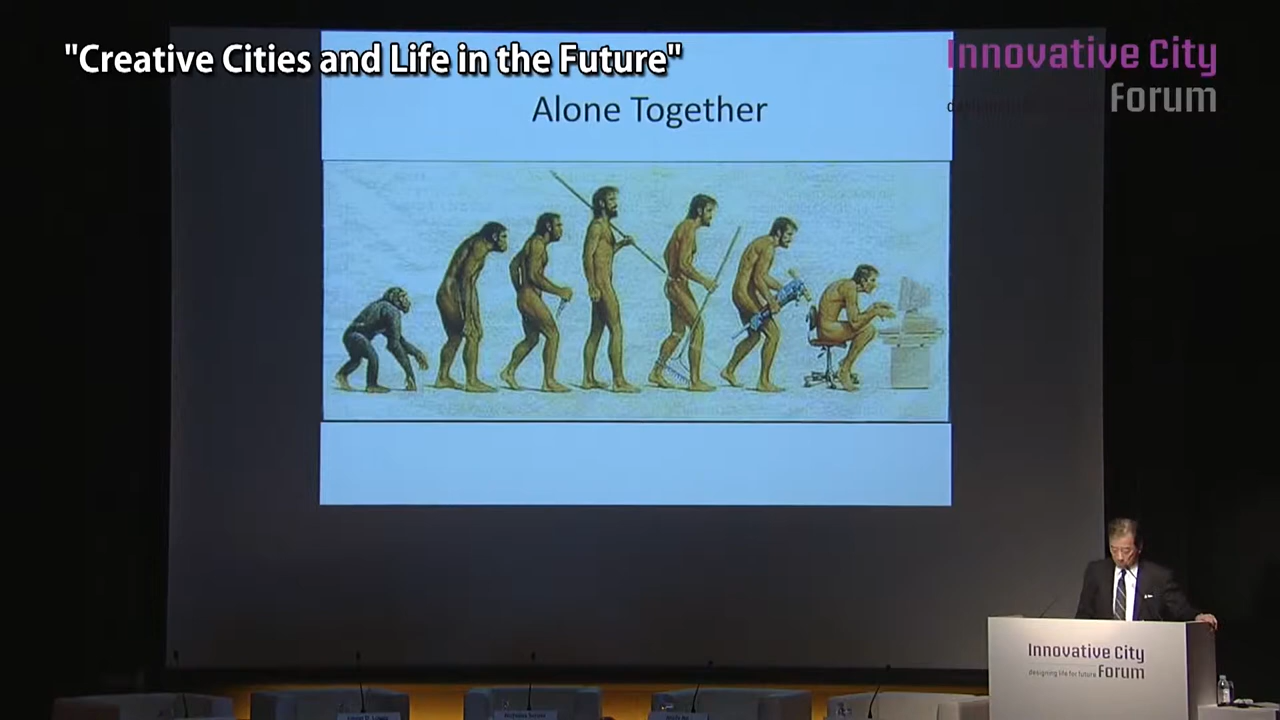 "Creative Cities and Life in the Future"
Innovative City
Forum
Alone Together
Innovative City
designing life for future Forum